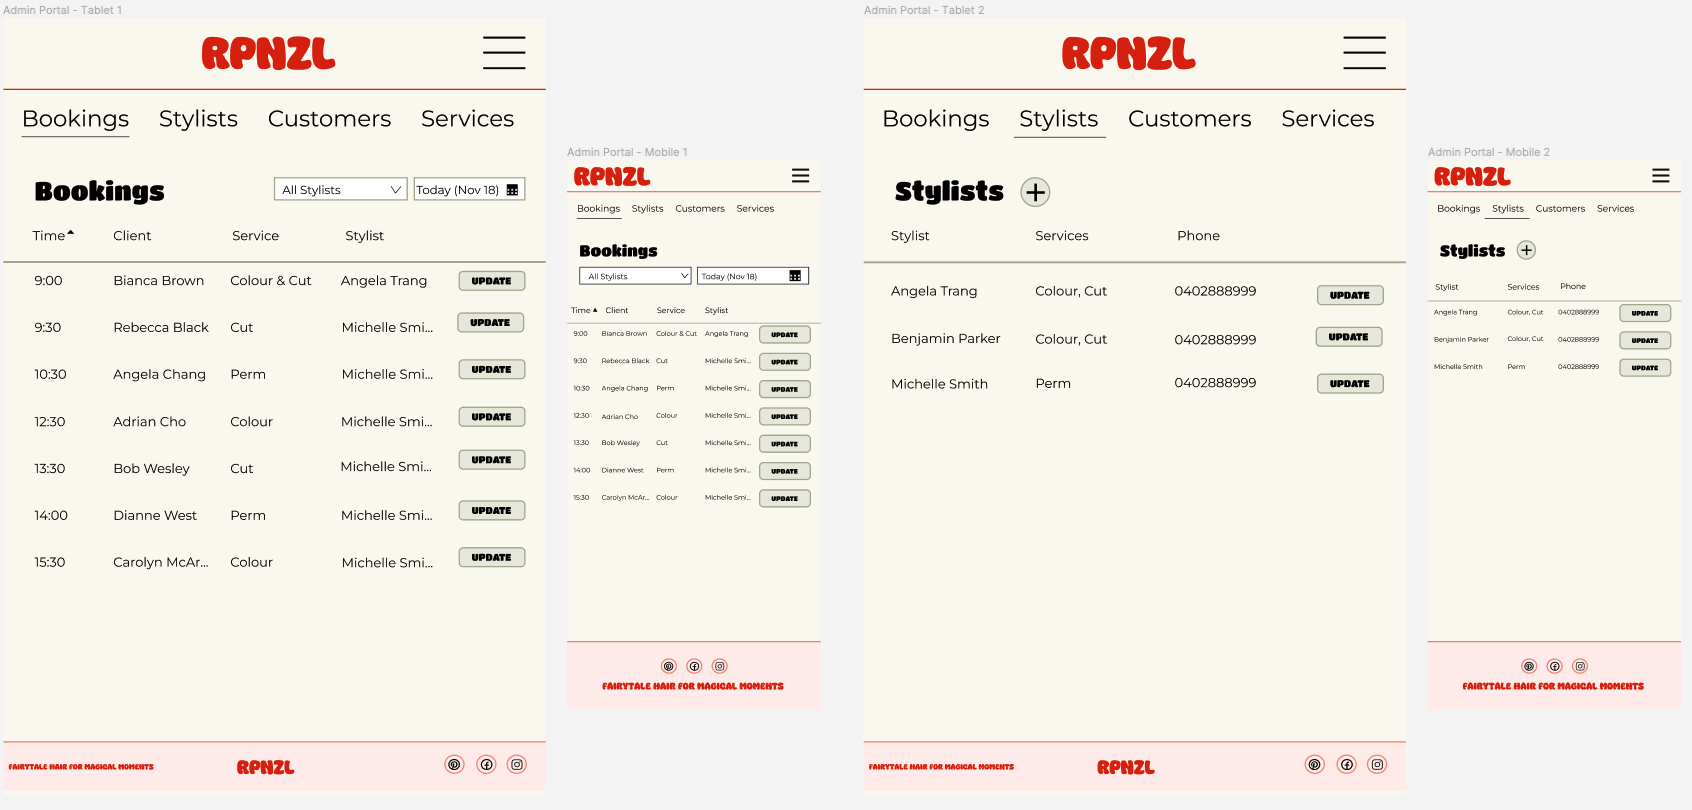 Admin Portal - Tablet 1
RPNZL
Bookings Stylists Customers Services
Bookings
All Stylists Today (Nov 18)
Time Client Service Stylist
9:00 Bianca Brown Colour & Cut Angela Trang UPDATE
9:30 Rebecca Black Cut Michelle Smi... UPDATE
10:30 Angela Chang Perm Michelle Smi... UPDATE
12:30 Adrian Cho Colour Michelle Smi... UPDATE
13:30 Bob Wesley Cut Michelle Smi... UPDATE
14:00 Dianne West Perm Michelle Smi... UPDATE
15:30 Carolyn McAr... Colour Michelle Smi... UPDATE
FAIRYTALE HAIR FOR MAGICAL MOMENTS RPNZL
Admin Portal - Mobile 1
RPNZL
Bookings Stylists Customers Services
Bookings
All Stylists Today (Nov 18)
Time Client Service Stylist
9:00 Bianca Brown Colour & Cut Angela Trang UPDATE
9:30 Rebecca Black Cut Michelle Smi... UPDATE
10:30 Angela Chang Perm Michelle Smi... UPDATE
12:30 Adrian Cho Colour Michelle Smi... UPDATE
13:30 Bob Wesley Cut Michelle Smi... UPDATE
14:00 Dianne West Perm Michelle Smi... UPDATE
15:30 Carolyn McAr... Colour Michelle Smi... UPDATE
FAIRYTALE HAIR FOR MAGICAL MOMENTS
Admin Portal - Tablet 2
RPNZL
Bookings Stylists Customers Services
Stylists +
Stylist Services Phone
Angela Trang Colour, Cut 0402888999 UPDATE
Benjamin Parker Colour, Cut 0402888999 UPDATE
Michelle Smith Perm 0402888999 UPDATE
FAIRYTALE HAIR FOR MAGICAL MOMENTS RPNZL
Admin Portal - Mobile 2
RPNZL
Bookings Stylists Customers Services
Stylists +
Stylist Services Phone
Angela Trang Colour, Cut 0402888999 UPDATE
Benjamin Parker Colour, Cut 0402888999 UPDATE
Michelle Smith Perm 0402888999 UPDATE
FAIRYTALE HAIR FOR MAGICAL MOMENTS